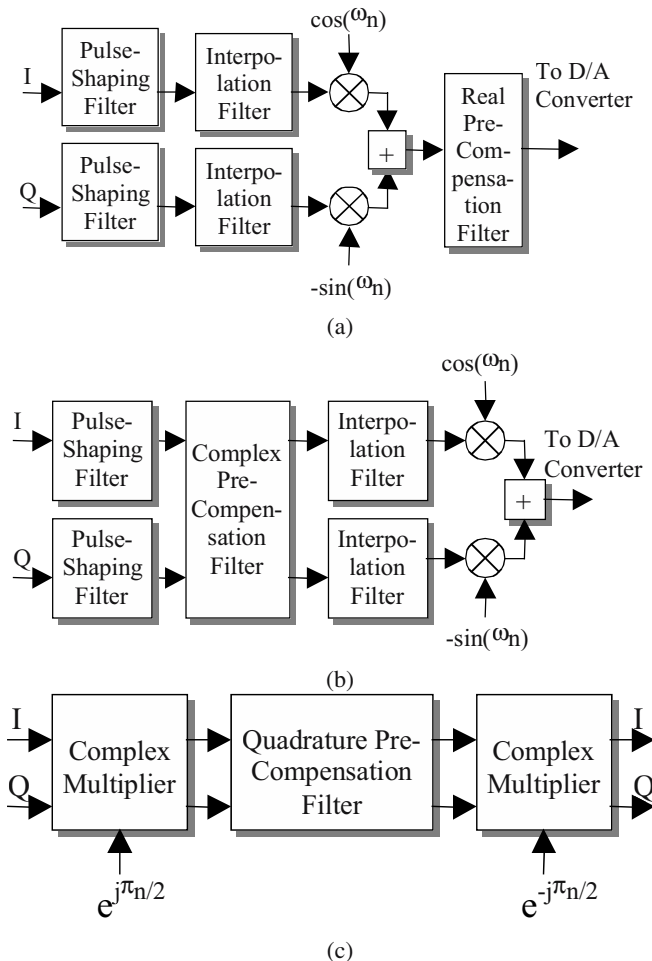 cos(ωn)
I
Pulse-
Shaping
Filter
Interpo-
lation
Filter
To D/A
Converter
Real
Pre-
Com-
pensa-
tion
Filter
+
Q
Pulse-
Shaping
Filter
Interpo-
lation
Filter
-sin(ωn)
(a)
cos(ωn)
I
Pulse-
Shaping
Filter
Complex
Pre-
Compen-
sation
Filter
Interpo-
lation
Filter
To D/A
Converter
+
Q
Pulse-
Shaping
Filter
Interpo-
lation
Filter
-sin(ωn)
(b)
I
Q
Complex
Multiplier
Quadrature Pre-
Compensation
Filter
Complex
Multiplier
I
Q
e^jπn/2
e^-jπn/2
(c)